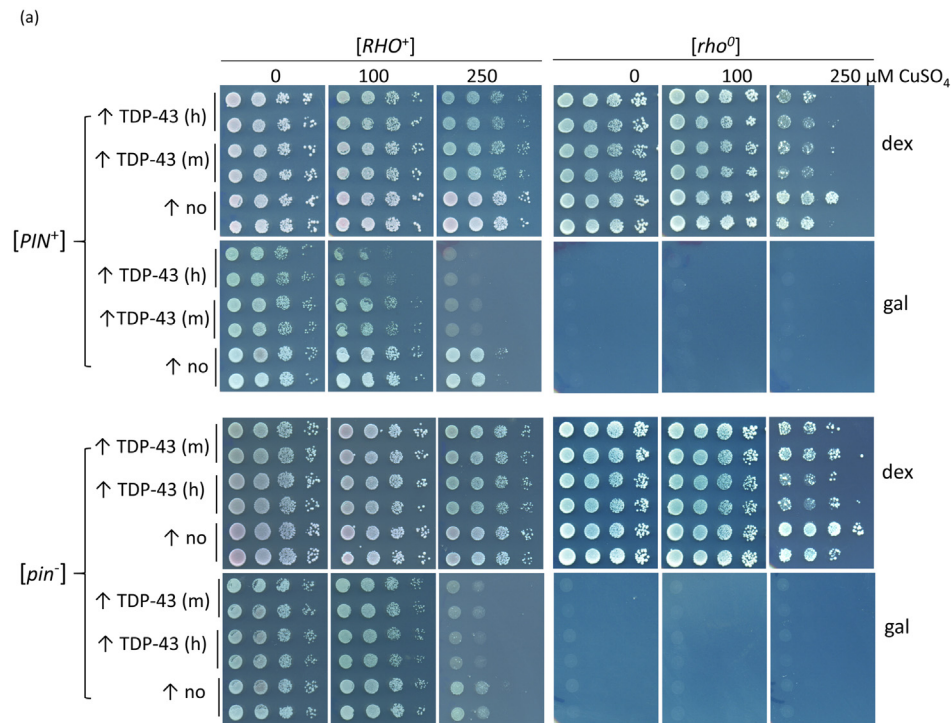 (a)
[RHO⁺] [rho⁰]
0 100 250 0 100 250 μM CuSO₄
↑ TDP-43 (h)
dex
↑ TDP-43 (m)
↑ no
[PIN⁺]
↑ TDP-43 (h)
gal
↑TDP-43 (m)
↑ no
↑ TDP-43 (m)
dex
↑ TDP-43 (h)
↑ no
[pin⁻]
↑ TDP-43 (m)
gal
↑ TDP-43 (h)
↑ no